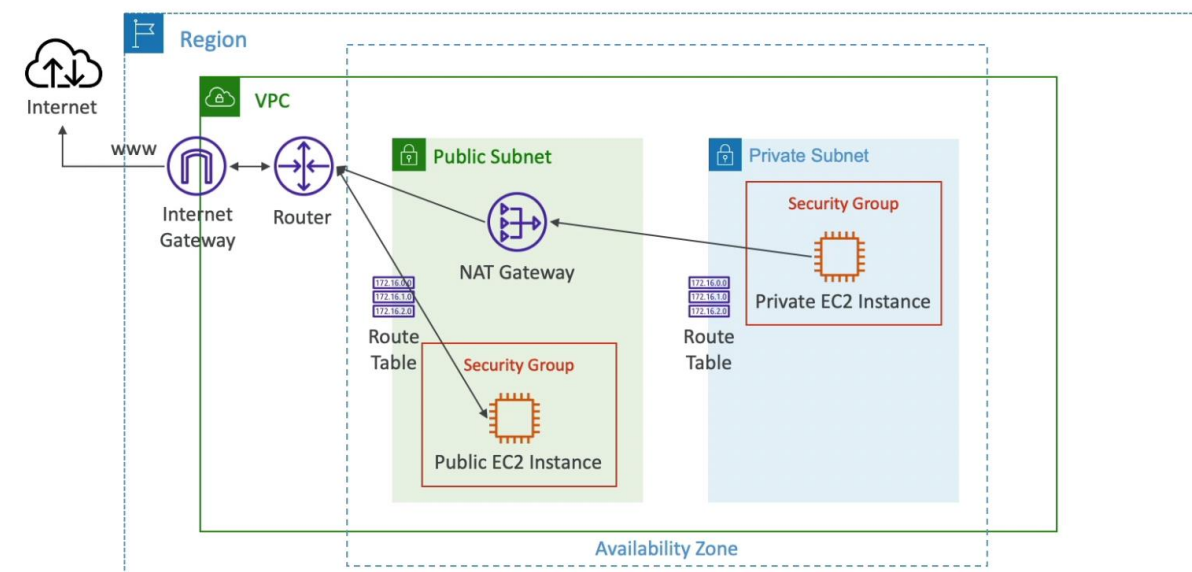 Region
Internet
VPC
www
Internet
Gateway
Router
Public Subnet
NAT Gateway
172.16.0.0
172.16.1.0
172.16.2.0
Route
Table
Security Group
Public EC2 Instance
Private Subnet
Security Group
Private EC2 Instance
172.16.0.0
172.16.1.0
172.16.2.0
Route
Table
Availability Zone